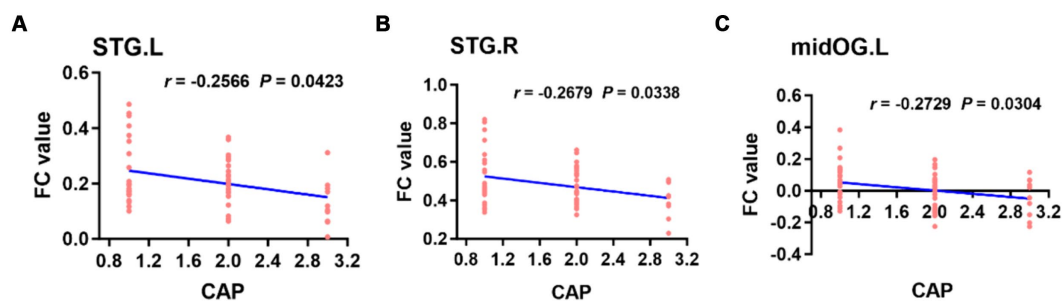 A
STG.L
r = -0.2566 P = 0.0423
FC value
0.6
0.4
0.2
0.0
0.8 1.2 1.6 2.0 2.4 2.8 3.2
CAP
B
STG.R
r = -0.2679 P = 0.0338
FC value
1.0
0.8
0.6
0.4
0.2
0.8 1.2 1.6 2.0 2.4 2.8 3.2
CAP
C
midOG.L
r = -0.2729 P = 0.0304
FC value
0.6
0.4
0.2
0.0
-0.2
-0.4
0.8 1.2 1.6 2.0 2.4 2.8 3.2
CAP